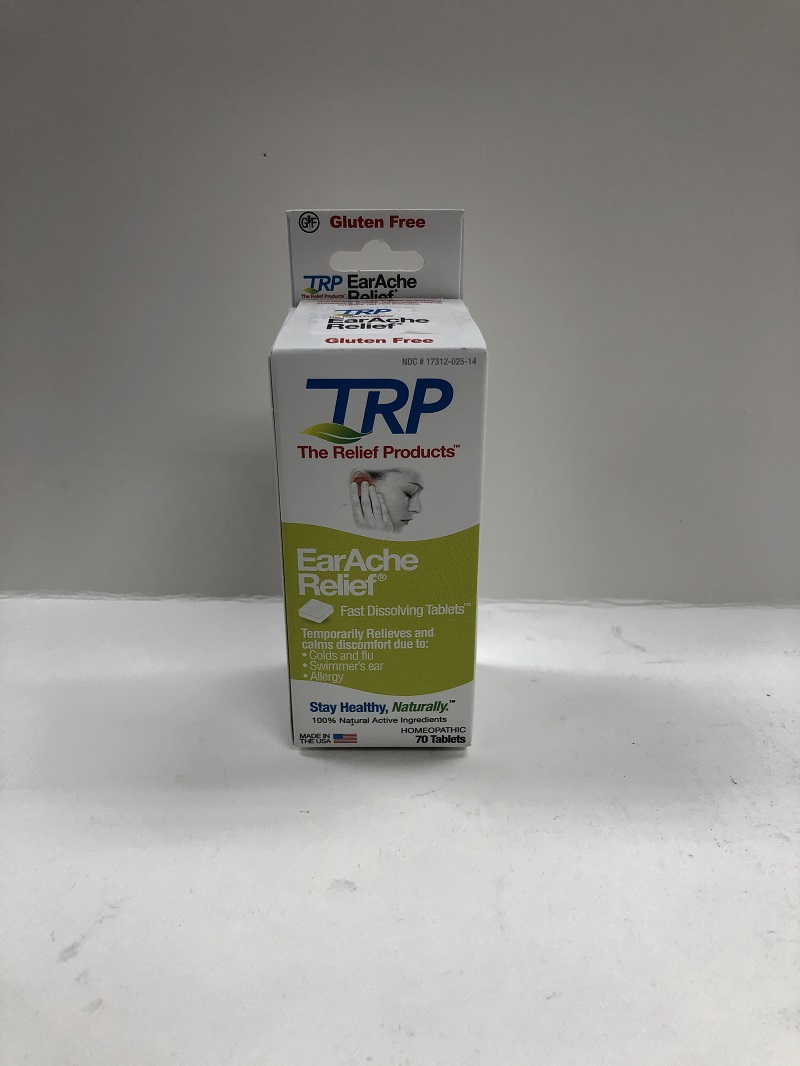 GF Gluten Free
TRP EarAche
The Relief Products Relief
TRP
EarAche
Relief
Gluten Free
NDC # 17312-025-14
TRP
The Relief Products™
EarAche
Relief®
Fast Dissolving Tablets™
Temporarily Relieves and
calms discomfort due to:
• Colds and flu
• Swimmer's ear
• Allergy
Stay Healthy, Naturally.™
100% Natural Active Ingredients
HOMEOPATHIC
MADE IN
THE USA
70 Tablets